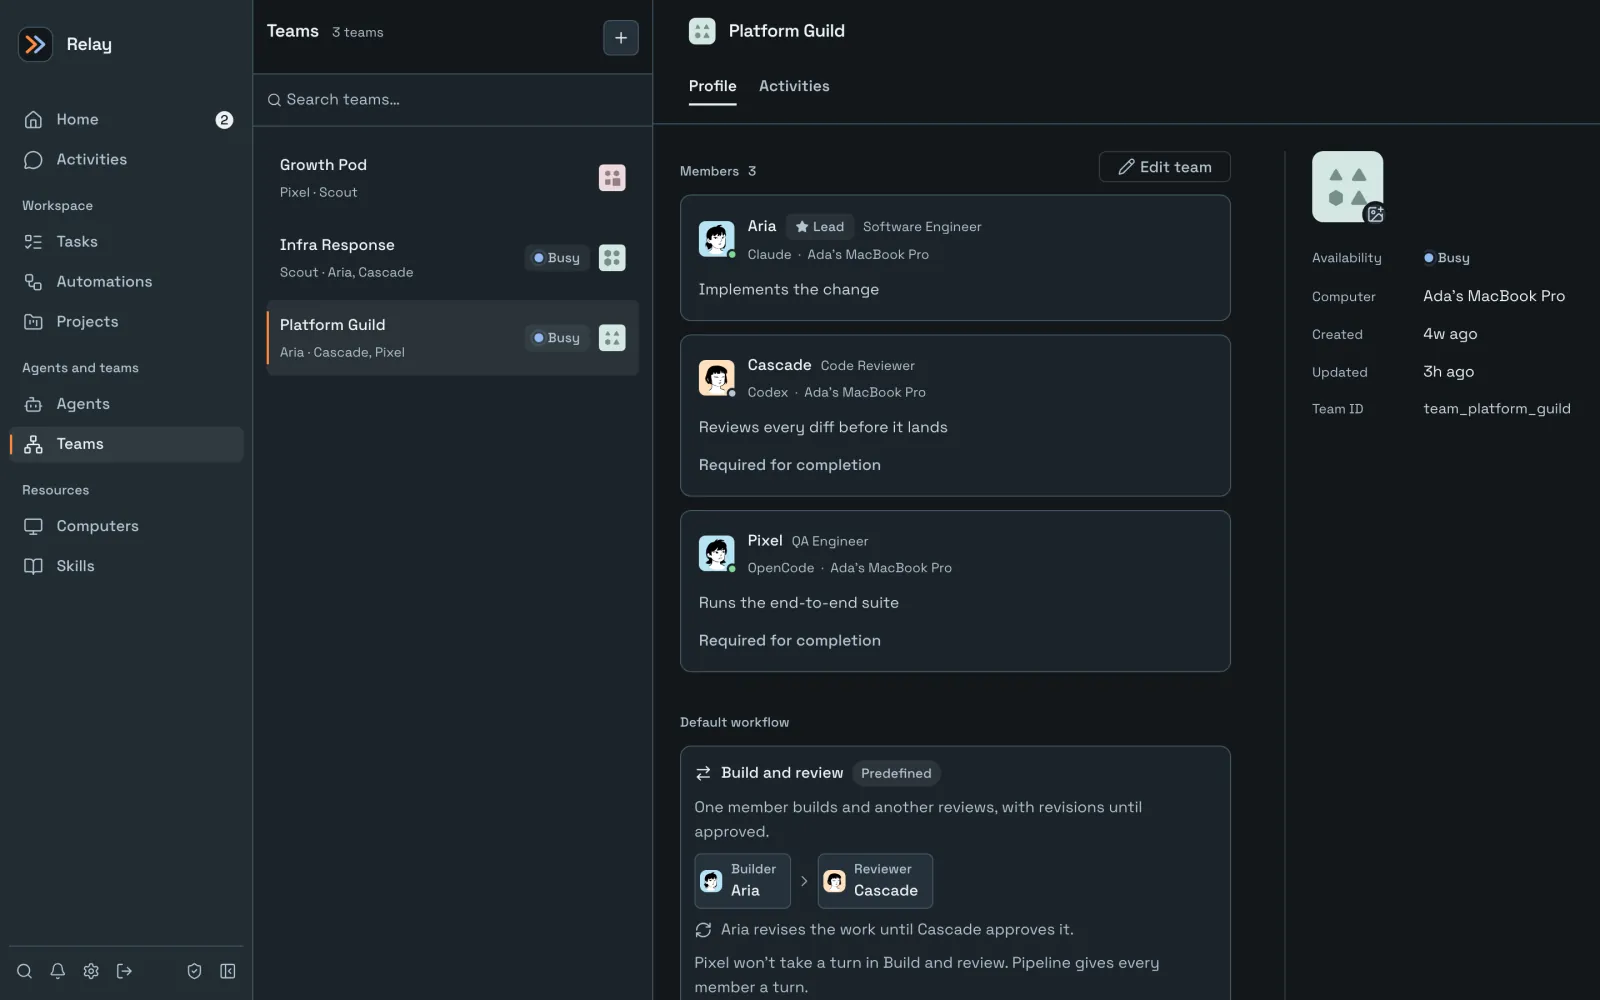 Relay
Home
2
Activities
Workspace
Tasks
Automations
Projects
Agents and teams
Agents
Teams
Resources
Computers
Skills
Teams 3 teams
Search teams…
Growth Pod
Pixel · Scout
Infra Response
Scout · Aria, Cascade
Busy
Platform Guild
Aria · Cascade, Pixel
Busy
Platform Guild
Profile Activities
Members 3
Edit team
Aria Lead Software Engineer
Claude · Ada's MacBook Pro
Implements the change
Cascade Code Reviewer
Codex · Ada's MacBook Pro
Reviews every diff before it lands
Required for completion
Pixel QA Engineer
OpenCode · Ada's MacBook Pro
Runs the end-to-end suite
Required for completion
Default workflow
Build and review Predefined
One member builds and another reviews, with revisions until
approved.
Builder
Aria
Reviewer
Cascade
Aria revises the work until Cascade approves it.
Pixel won't take a turn in Build and review. Pipeline gives every
member a turn.
Availability Busy
Computer Ada's MacBook Pro
Created 4w ago
Updated 3h ago
Team ID team_platform_guild